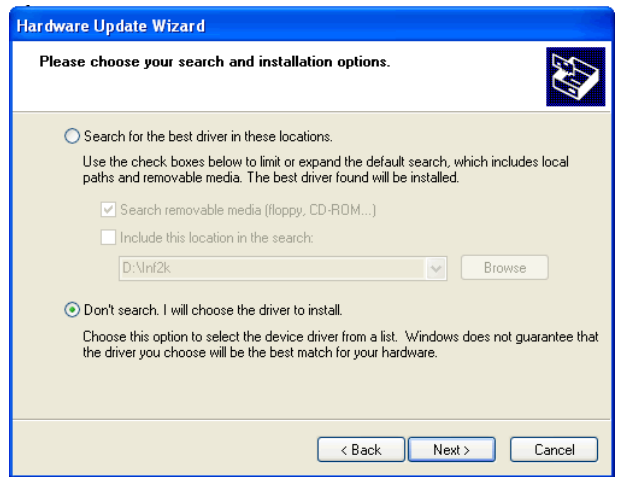 Hardware Update Wizard
Please choose your search and installation options.
Search for the best driver in these locations.
Use the check boxes below to limit or expand the default search, which includes local
paths and removable media. The best driver found will be installed.
Search removable media (floppy, CD-ROM...)
Include this location in the search:
D:\Inf2k
Browse
Don't search. I will choose the driver to install.
Choose this option to select the device driver from a list. Windows does not guarantee that
the driver you choose will be the best match for your hardware.
< Back Next > Cancel